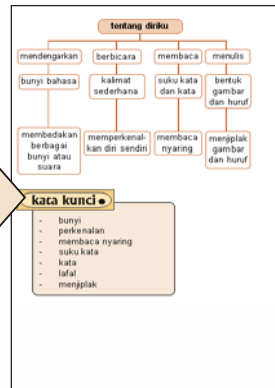 tentang diriku
mendengarkan berbicara membaca menulis
bunyi bahasa
kalimat sederhana
suku kata dan kata
bentuk gambar dan huruf
membedakan berbagai bunyi atau suara
memperkenal-kan diri sendiri
membaca nyaring
menjiplak gambar dan huruf
kata kunci
- bunyi
- perkenalan
- membaca nyaring
- suku kata
- kata
- lafal
- menjiplak